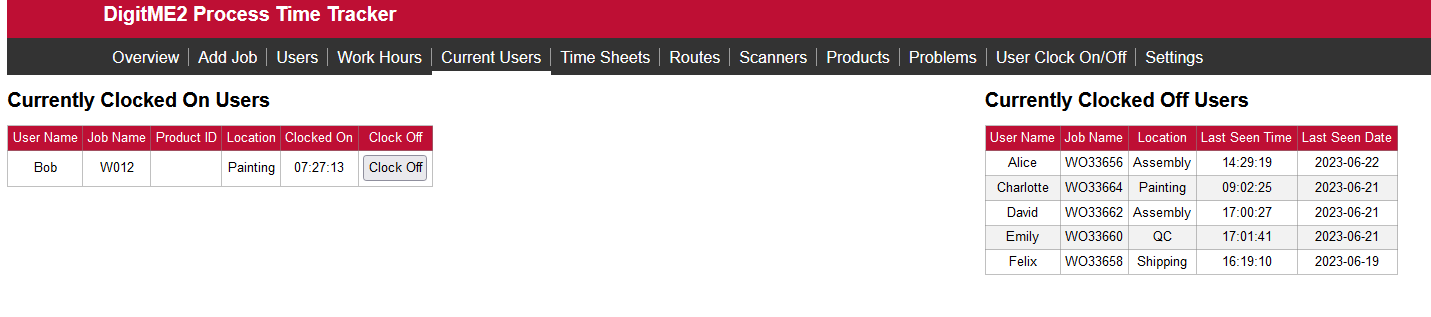 DigitME2 Process Time Tracker
Overview Add Job Users Work Hours Current Users Time Sheets Routes Scanners Products Problems User Clock On/Off Settings
Currently Clocked On Users
User Name Job Name Product ID Location Clocked On Clock Off
Bob W012 Painting 07:27:13 Clock Off
Currently Clocked Off Users
User Name Job Name Location Last Seen Time Last Seen Date
Alice WO33656 Assembly 14:29:19 2023-06-22
Charlotte WO33664 Painting 09:02:25 2023-06-21
David WO33662 Assembly 17:00:27 2023-06-21
Emily WO33660 QC 17:01:41 2023-06-21
Felix WO33658 Shipping 16:19:10 2023-06-19